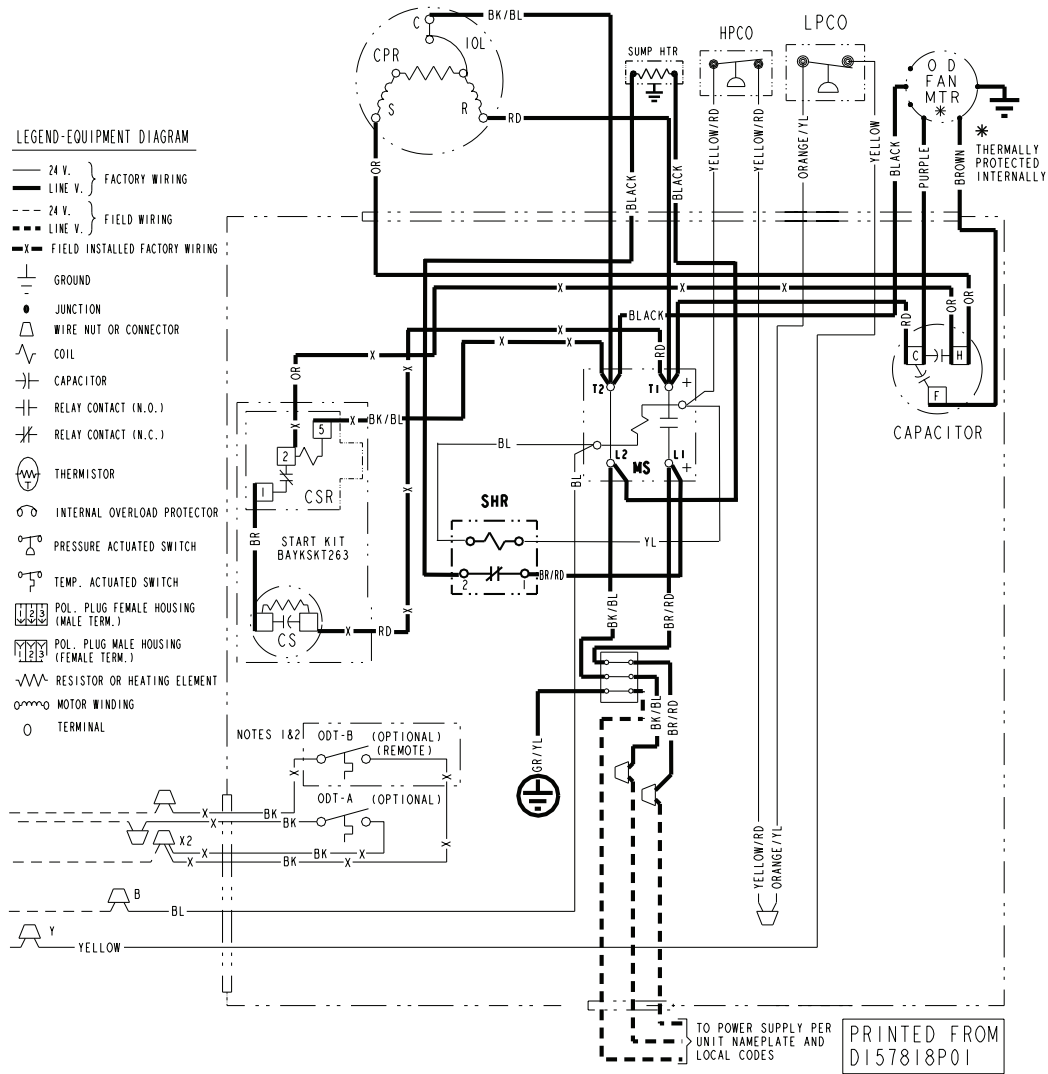 C
BK/BL
IOL
CPR
S
R
RD
OR
SUMP HTR
HPCO
LPCO
O D
FAN
MTR
*
*
THERMALLY
PROTECTED
INTERNALLY
BLACK
BLACK
YELLOW/RD
YELLOW/RD
ORANGE/YL
YELLOW
BLACK
PURPLE
BROWN
LEGEND-EQUIPMENT DIAGRAM
24 V.
LINE V.
FACTORY WIRING
24 V.
LINE V.
FIELD WIRING
X FIELD INSTALLED FACTORY WIRING
GROUND
JUNCTION
WIRE NUT OR CONNECTOR
COIL
CAPACITOR
RELAY CONTACT (N.O.)
RELAY CONTACT (N.C.)
THERMISTOR
INTERNAL OVERLOAD PROTECTOR
PRESSURE ACTUATED SWITCH
TEMP. ACTUATED SWITCH
1 2 3
POL. PLUG FEMALE HOUSING
(MALE TERM.)
1 2 3
POL. PLUG MALE HOUSING
(FEMALE TERM.)
RESISTOR OR HEATING ELEMENT
MOTOR WINDING
TERMINAL
X X
X
BLACK
X X
RD
RD
OR
OR
OR
X
X
C
H
F
CAPACITOR
T2
T1
+
L2
L1
+
MS
BL
BL
5
X BK/BL
2
1
CSR
X
X
X
BR
START KIT
BAYKSKT263
CS
X RD
SHR
YL
2
1
BR/RD
BK/BL
BR/RD
BK/BL
BR/RD
GR/YL
NOTES 1&2
ODT-B
(OPTIONAL)
(REMOTE)
X
X
ODT-A
(OPTIONAL)
X BK
X BK
X
X
X2
X BK X
X BK X
B
BL
Y
YELLOW
YELLOW/RD
ORANGE/YL
TO POWER SUPPLY PER
UNIT NAMEPLATE AND
LOCAL CODES
PRINTED FROM
D157818P01